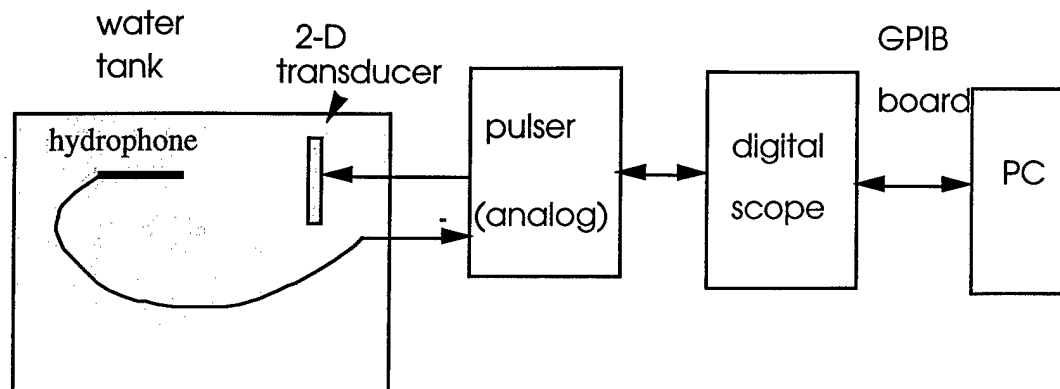 water
tank
2-D
transducer
hydrophone
pulser
(analog)
digital
scope
GPIB
board
PC